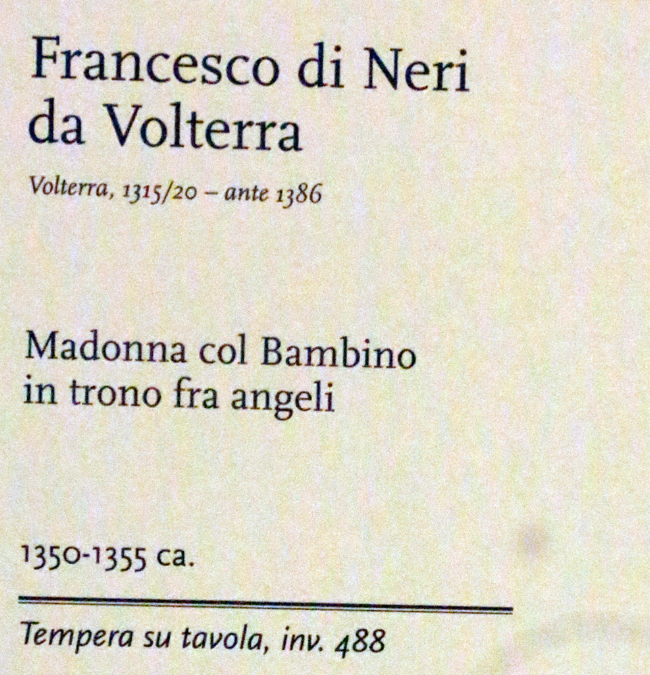 Francesco di Neri
da Volterra
Volterra, 1315/20 – ante 1386
Madonna col Bambino
in trono fra angeli
1350-1355 ca.
Tempera su tavola, inv. 488